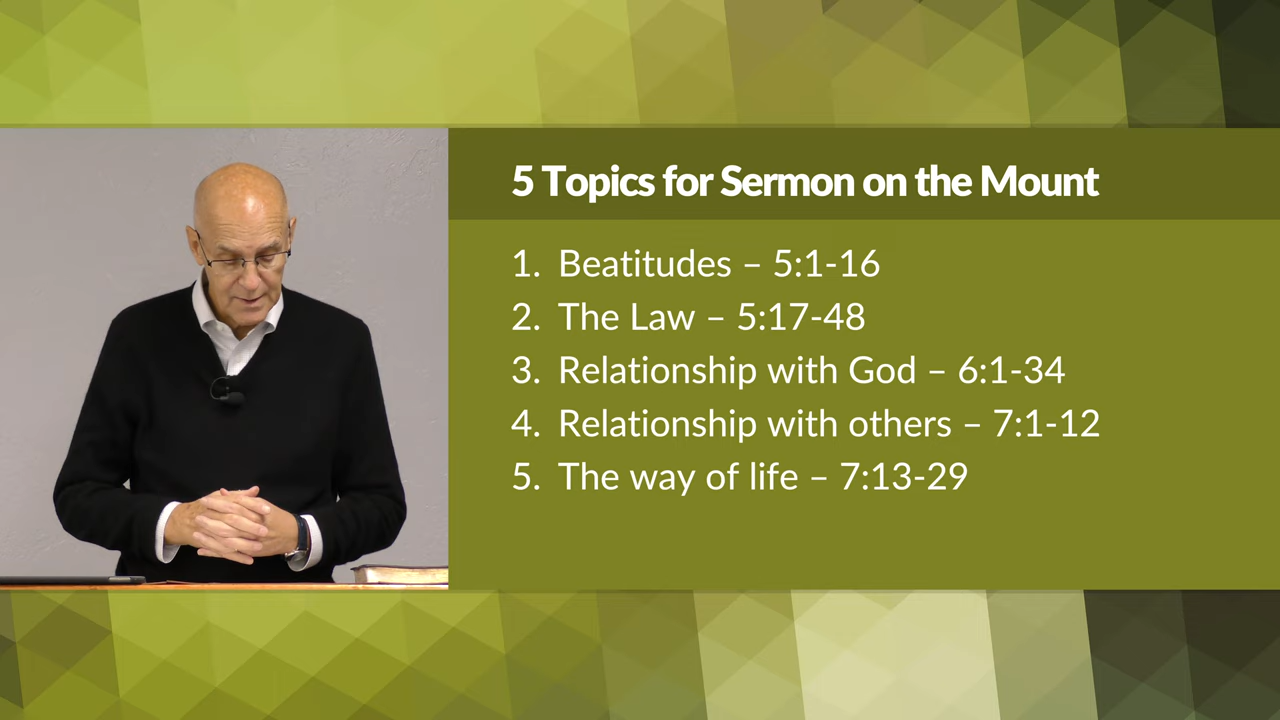 5 Topics for Sermon on the Mount
1. Beatitudes – 5:1-16
2. The Law – 5:17-48
3. Relationship with God – 6:1-34
4. Relationship with others – 7:1-12
5. The way of life – 7:13-29